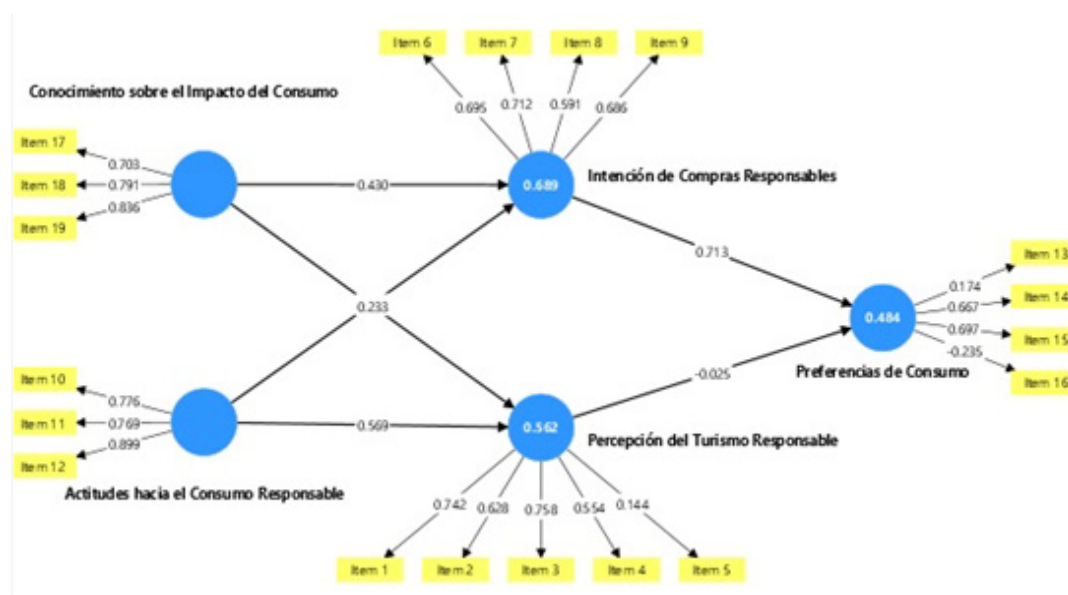 Item 6
Item 7
Item 8
Item 9
Conocimiento sobre el Impacto del Consumo
0.695
0.712
0.591
0.686
Item 17
0.703
Item 18
0.791
0.836
Item 19
0.430
0.689
Intención de Compras Responsables
0.713
Item 13
0.174
Item 14
0.667
0.697
Item 15
-0.235
Item 16
0.484
Preferencias de Consumo
0.233
-0.025
Item 10
0.776
Item 11
0.769
0.899
Item 12
0.569
0.562
Percepción del Turismo Responsable
Actitudes hacia el Consumo Responsable
0.742
0.628
0.758
0.554
0.144
Item 1
Item 2
Item 3
Item 4
Item 5